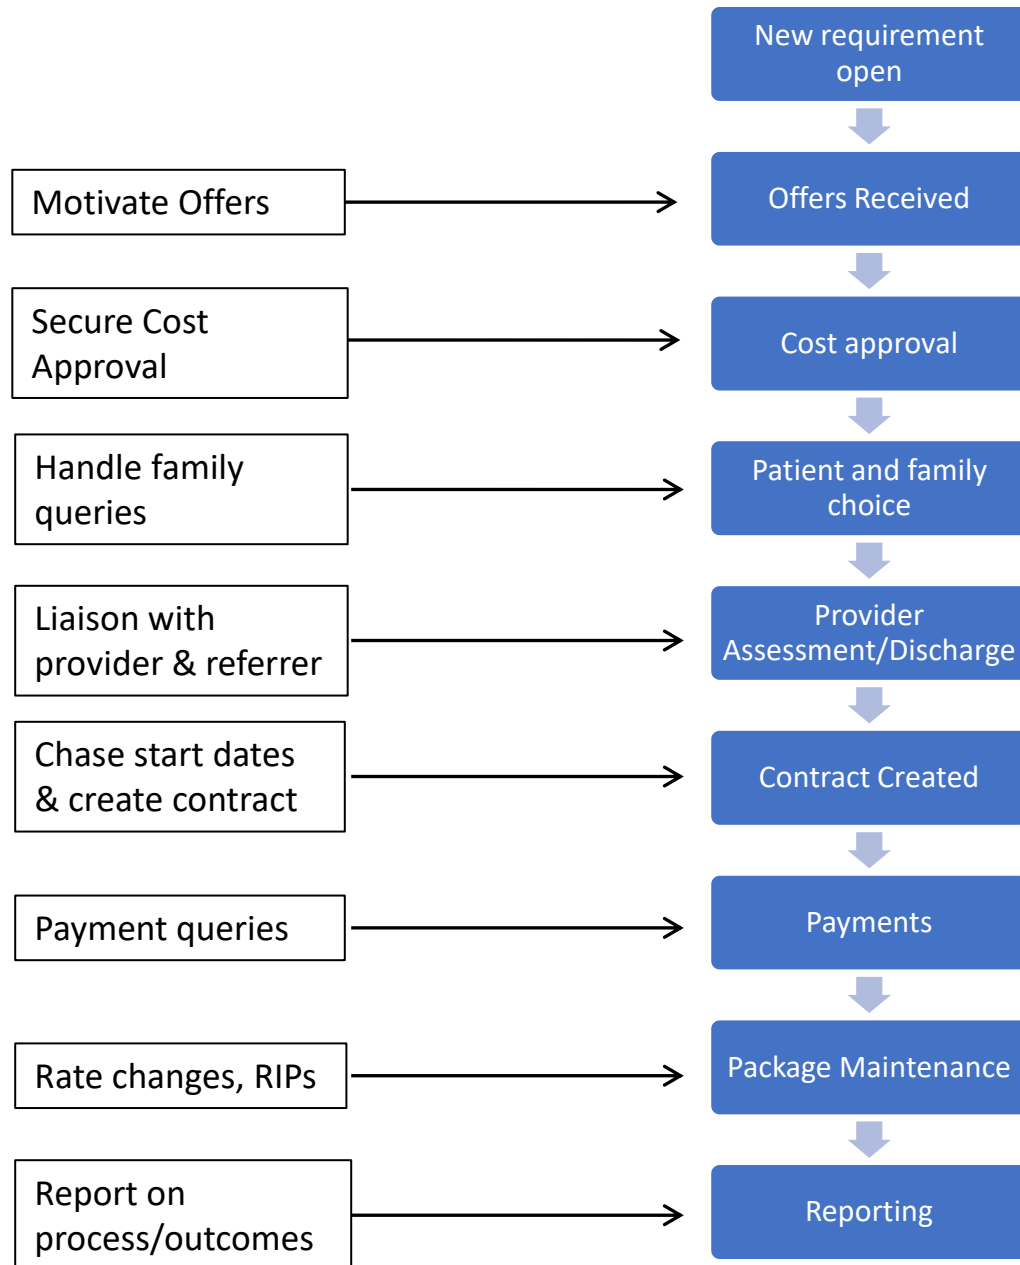 New requirement
open
Motivate Offers
Offers Received
Secure Cost
Approval
Cost approval
Handle family
queries
Patient and family
choice
Liaison with
provider & referrer
Provider
Assessment/Discharge
Chase start dates
& create contract
Contract Created
Payment queries
Payments
Rate changes, RIPs
Package Maintenance
Report on
process/outcomes
Reporting